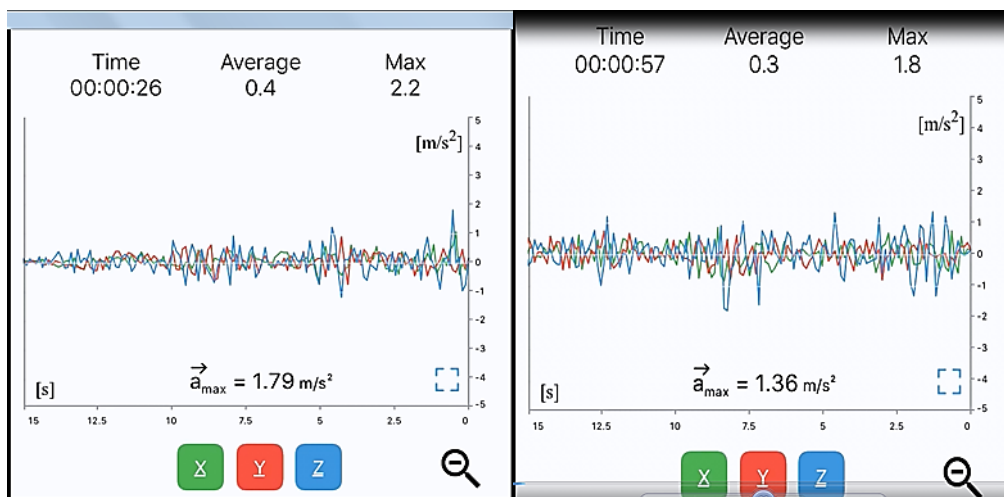 Time Average Max
00:00:26 0.4 2.2
[m/s²]
5
4
3
2
1
0
-1
-2
-3
-4
-5
a→max = 1.79 m/s²
[s]
15 12.5 10 7.5 5 2.5 0
X Y Z
Time Average Max
00:00:57 0.3 1.8
[m/s²]
5
4
3
2
1
0
-1
-2
-3
-4
-5
a→max = 1.36 m/s²
[s]
15 12.5 10 7.5 5 2.5 0
X Y Z